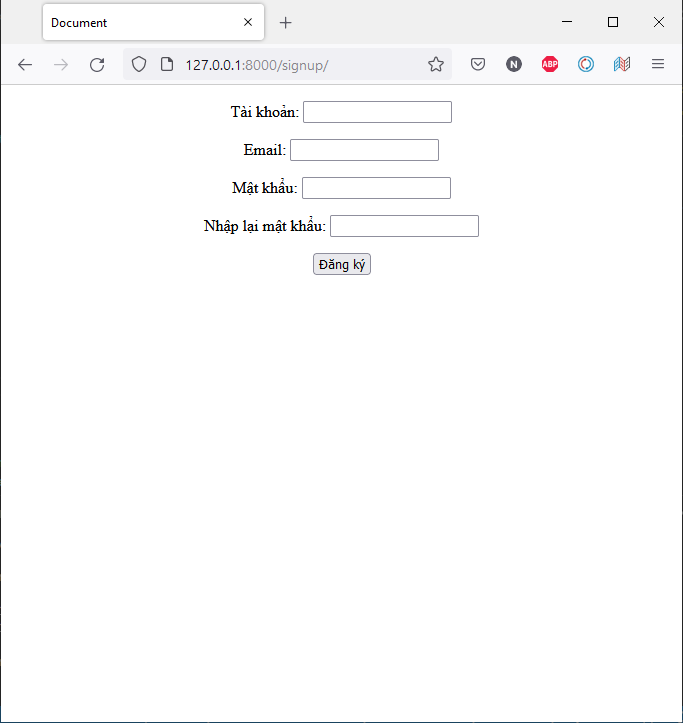 Document
127.0.0.1:8000/signup/
N
ABP
Tài khoản:
Email:
Mật khẩu:
Nhập lại mật khẩu:
Đăng ký